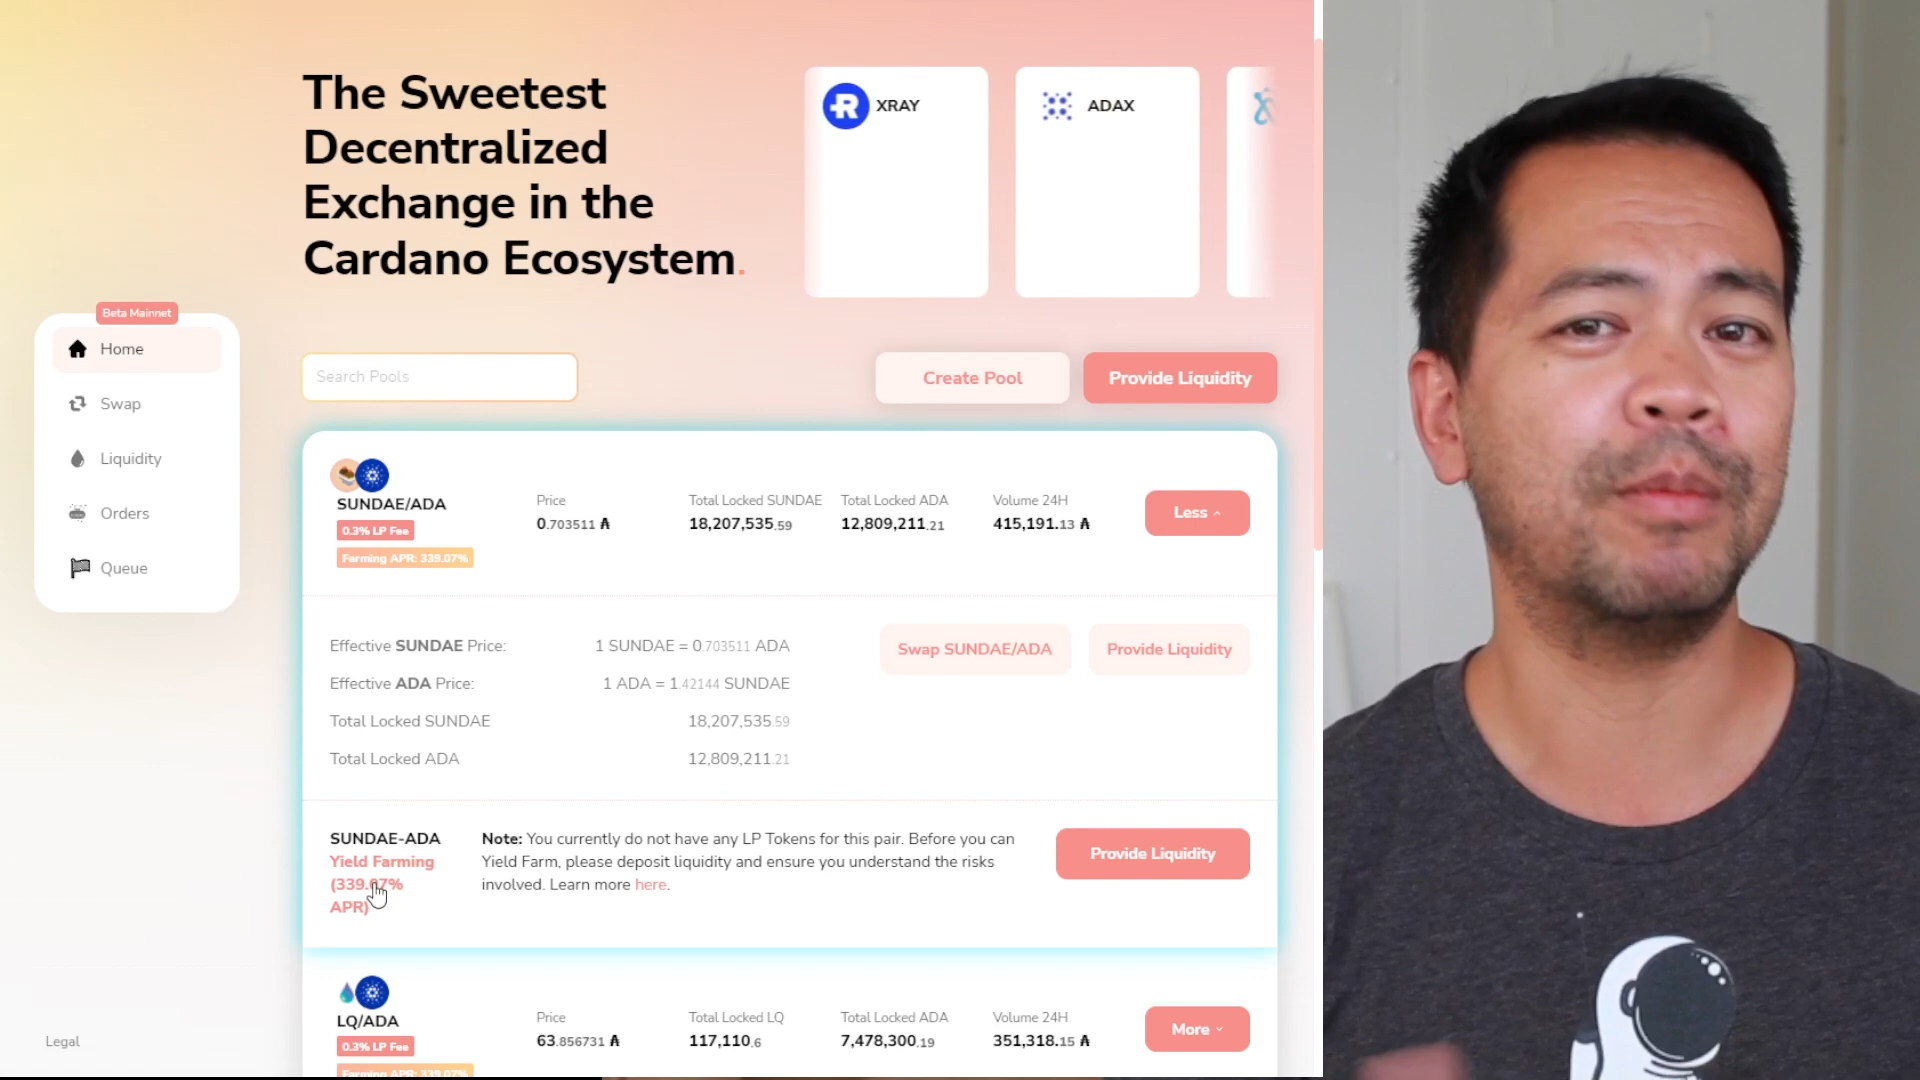 The Sweetest
Decentralized
Exchange in the
Cardano Ecosystem.
XRAY
ADAX
Beta Mainnet
Home
Swap
Liquidity
Orders
Queue
Legal
Search Pools
Create Pool
Provide Liquidity
SUNDAE/ADA
0.3% LP Fee
Farming APR: 339.07%
Price
0.703511 ₳
Total Locked SUNDAE
18,207,535.59
Total Locked ADA
12,809,211.21
Volume 24H
415,191.13 ₳
Less
Effective SUNDAE Price: 1 SUNDAE = 0.703511 ADA
Effective ADA Price: 1 ADA = 1.42144 SUNDAE
Total Locked SUNDAE 18,207,535.59
Total Locked ADA 12,809,211.21
Swap SUNDAE/ADA
Provide Liquidity
SUNDAE-ADA
Yield Farming
(339.07%
APR)
Note: You currently do not have any LP Tokens for this pair. Before you can
Yield Farm, please deposit liquidity and ensure you understand the risks
involved. Learn more here.
Provide Liquidity
LQ/ADA
0.3% LP Fee
Farming APR: 339.07%
Price
63.856731 ₳
Total Locked LQ
117,110.6
Total Locked ADA
7,478,300.19
Volume 24H
351,318.15 ₳
More